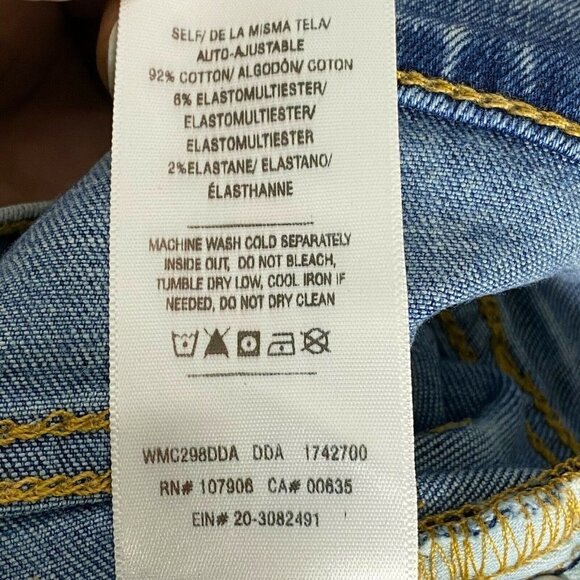 SELF/ DE LA MISMA TELA/
AUTO-AJUSTABLE
92% COTTON/ ALGODÓN/ COTON
6% ELASTOMULTIESTER/
ELASTOMULTIESTER/
ELASTOMULTIESTER
2%ELASTANE/ ELASTANO/
ÉLASTHANNE
MACHINE WASH COLD SEPARATELY
INSIDE OUT, DO NOT BLEACH,
TUMBLE DRY LOW, COOL IRON IF
NEEDED, DO NOT DRY CLEAN
WMC298DDA DDA 1742700
RN# 107906 CA# 00635
EIN# 20-3082491